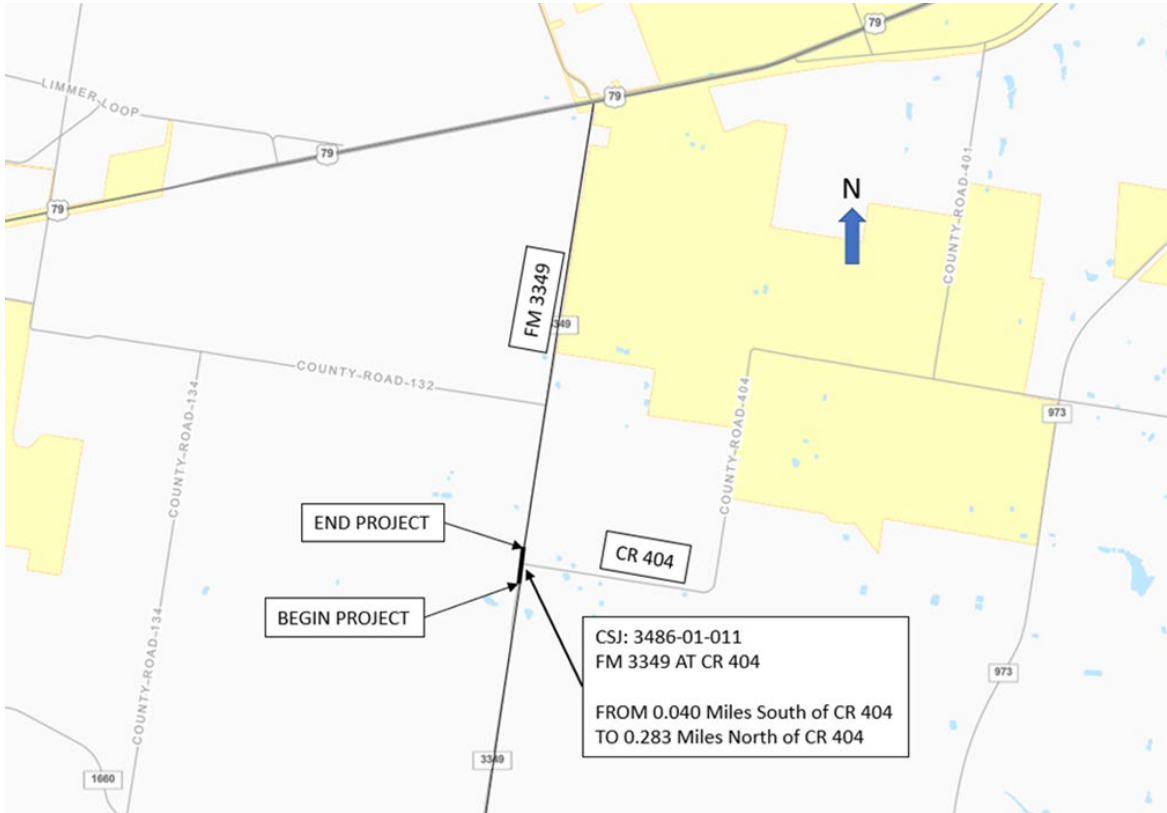 79
LIMMER LOOP
79
79
79
N
COUNTY-ROAD-401
FM 3349
349
COUNTY-ROAD-132
COUNTY-ROAD-134
COUNTY-ROAD-404
973
END PROJECT
CR 404
BEGIN PROJECT
CSJ: 3486-01-011
FM 3349 AT CR 404
FROM 0.040 Miles South of CR 404
TO 0.283 Miles North of CR 404
COUNTY-ROAD-134
973
3349
1660